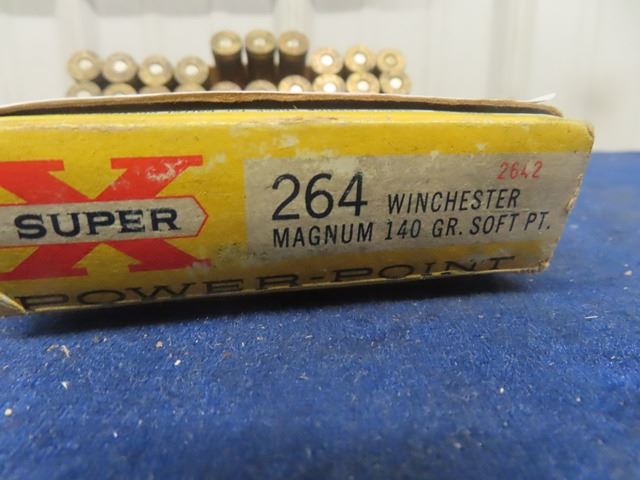 X
SUPER
2642
264 WINCHESTER
MAGNUM 140 GR. SOFT PT.
POWER-POINT